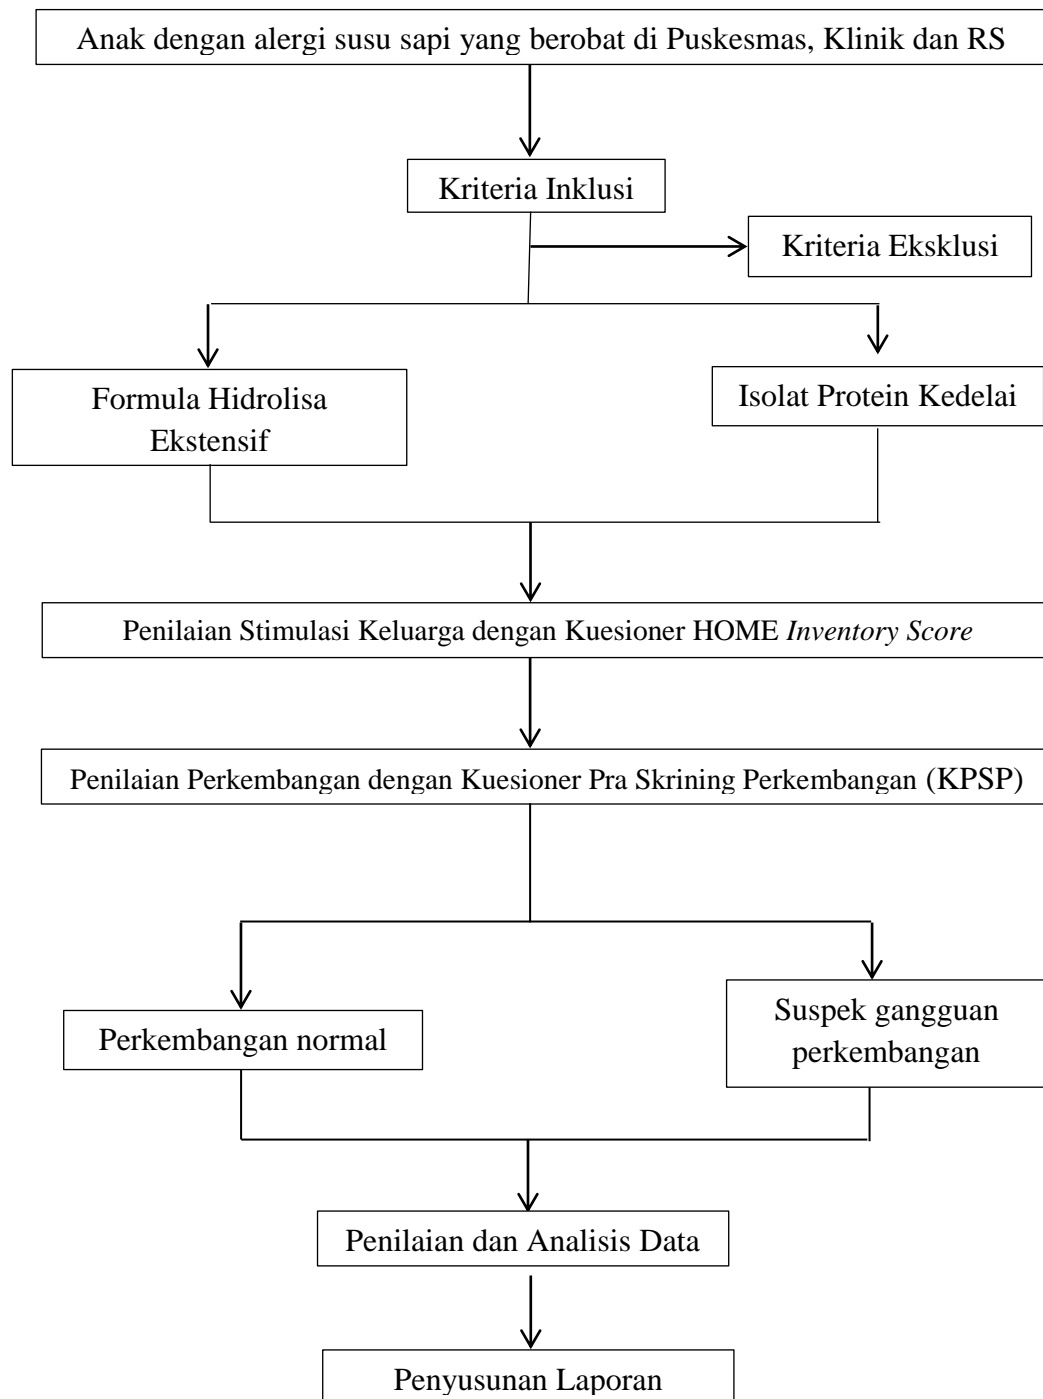 Anak dengan alergi susu sapi yang berobat di Puskesmas, Klinik dan RS
Kriteria Inklusi
Kriteria Eksklusi
Formula Hidrolisa
Ekstensif
Isolat Protein Kedelai
Penilaian Stimulasi Keluarga dengan Kuesioner HOME Inventory Score
Penilaian Perkembangan dengan Kuesioner Pra Skrining Perkembangan (KPSP)
Perkembangan normal
Suspek gangguan
perkembangan
Penilaian dan Analisis Data
Penyusunan Laporan